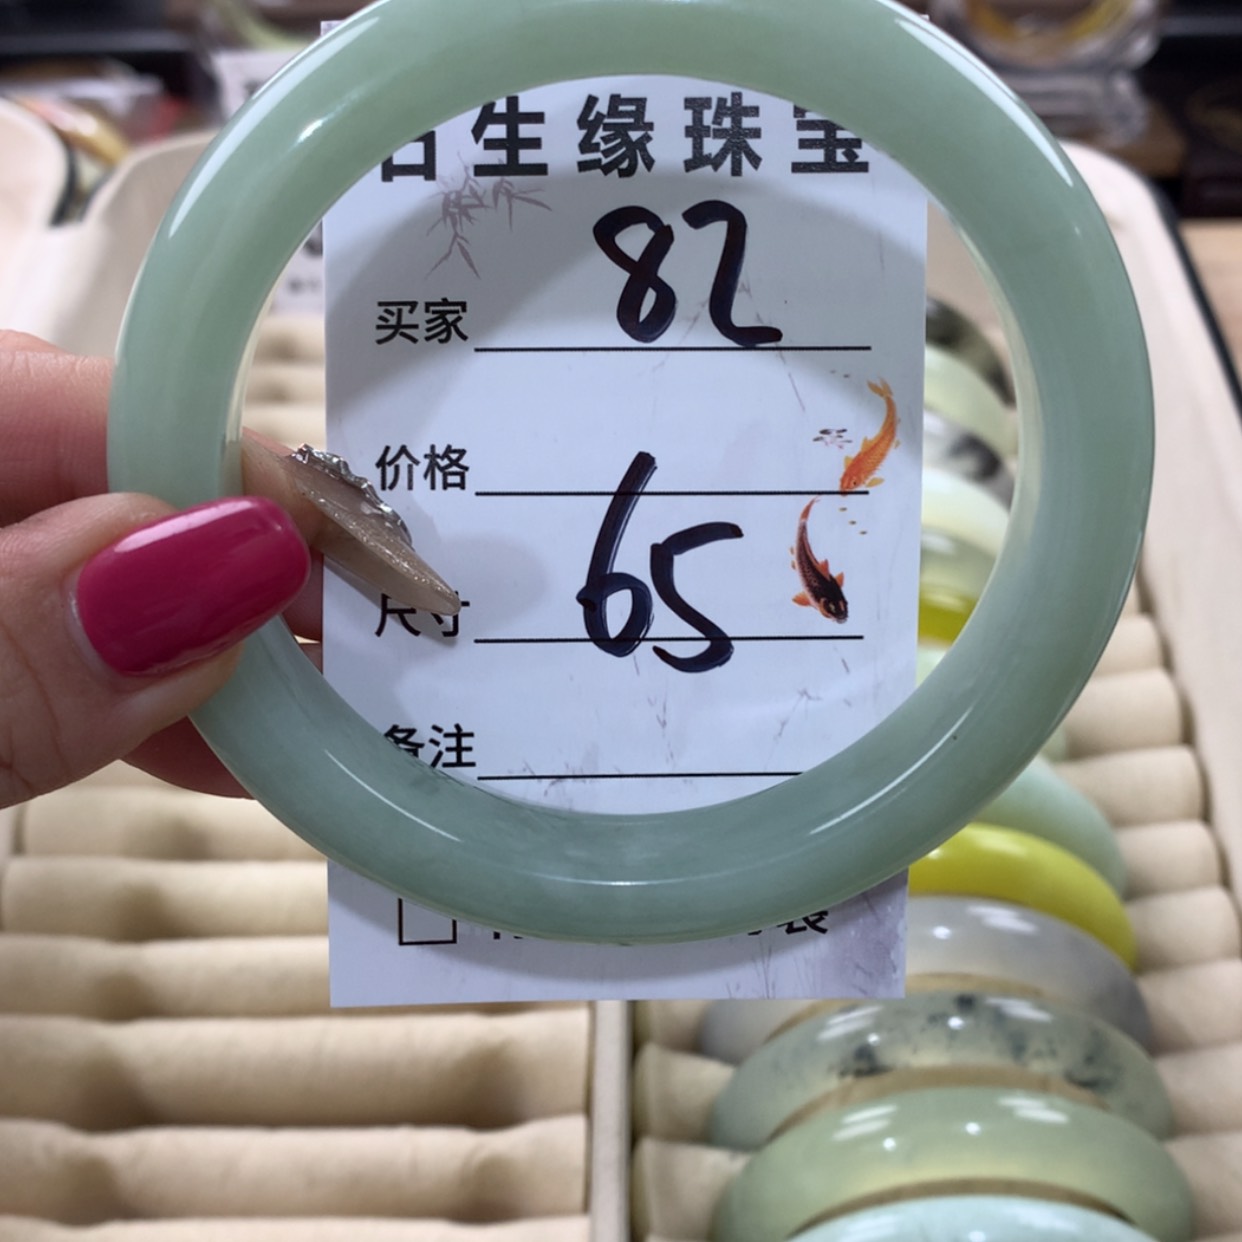 生缘珠宝
买家 82
价格
尺寸 65
备注